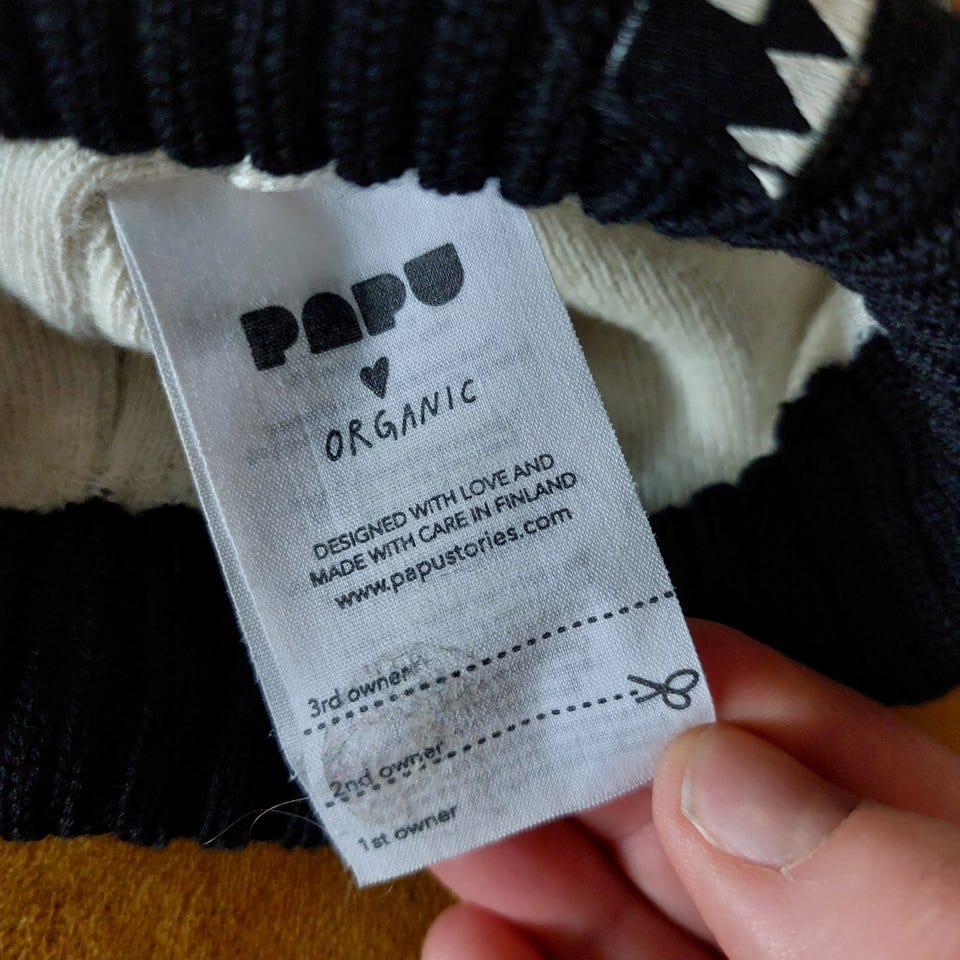 PAPU
ORGANIC
DESIGNED WITH LOVE AND
MADE WITH CARE IN FINLAND
www.papustories.com
3rd owner
2nd owner
1st owner